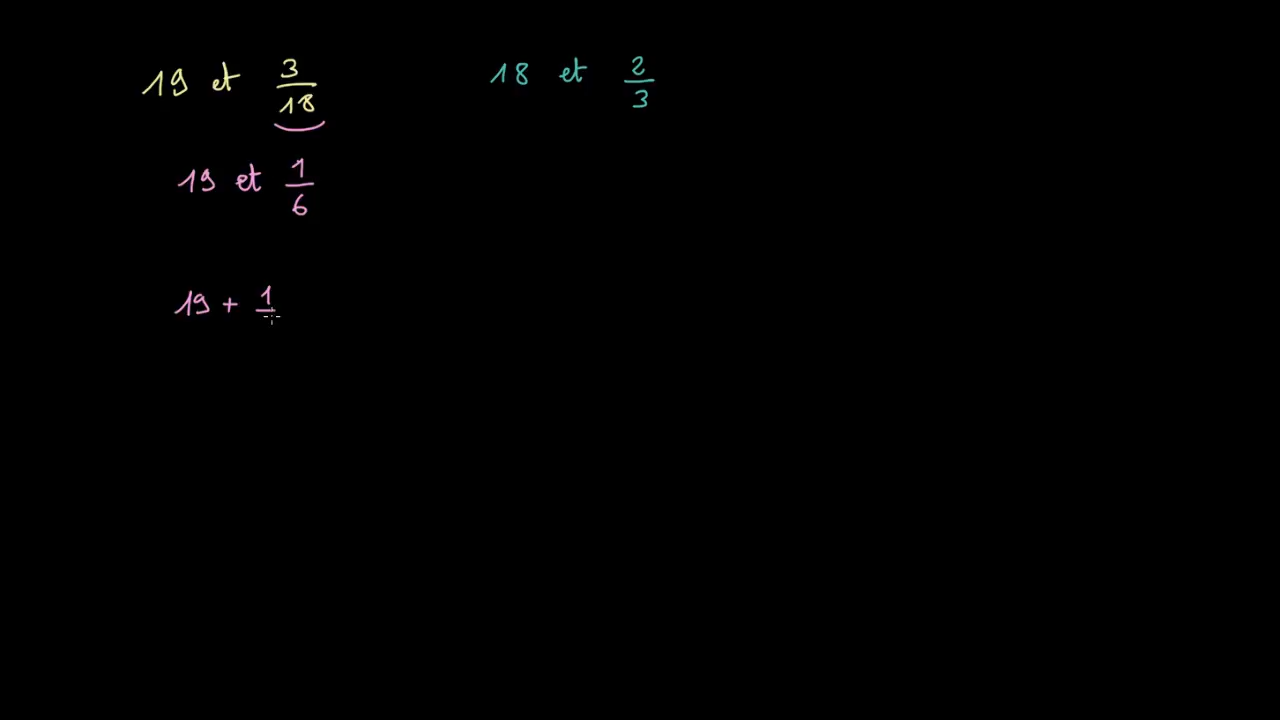 19 et 3/18
18 et 2/3
19 et 1/6
19 + 1/